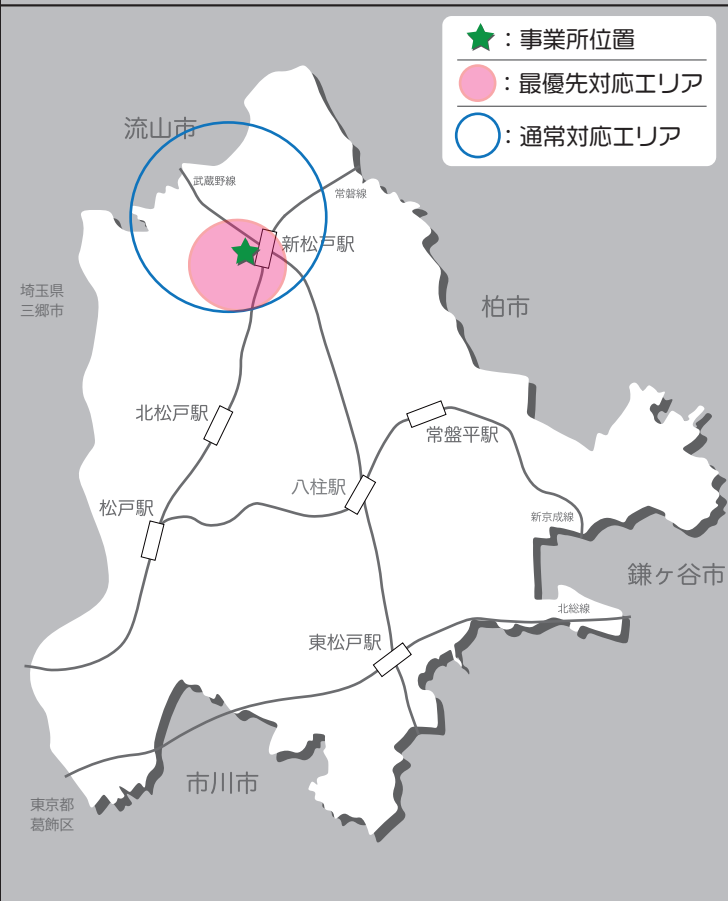 ：事業所位置
：最優先対応エリア
：通常対応エリア
流山市
武蔵野線
常磐線
新松戸駅
埼玉県
三郷市
柏市
北松戸駅
常盤平駅
八柱駅
松戸駅
新京成線
鎌ヶ谷市
北総線
東松戸駅
市川市
東京都
葛飾区